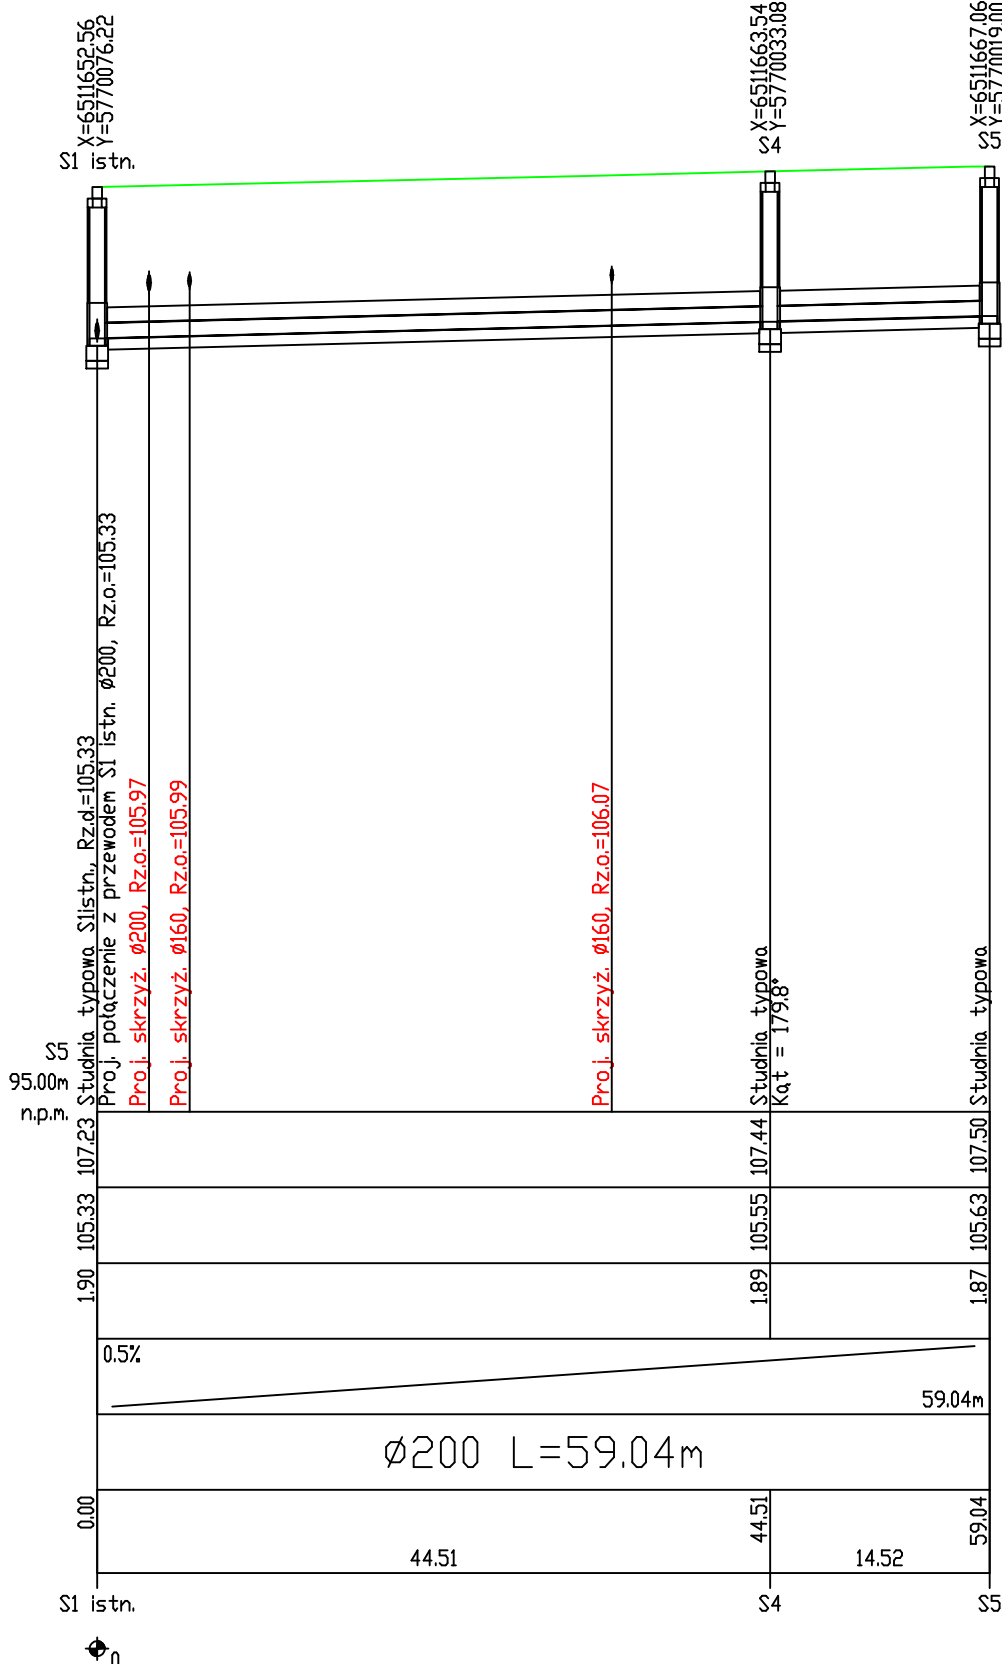 X=6511652.56
Y=5770076.22
S1 istn.
X=6511663.54
Y=5770033.08
S4
X=6511667.06
Y=5770019.00
S5
Studnia typowa S1istn., Rz.d.=105.33
Proj. połączenie z przewodem S1 istn. ø200, Rz.o.=105.33
Proj. skrzyż. ø200, Rz.o.=105.97
Proj. skrzyż. ø160, Rz.o.=105.99
Proj. skrzyż. ø160, Rz.o.=106.07
Studnia typowa
Kąt = 179.8°
Studnia typowa
S5
95.00m
n.p.m.
107.23
107.44
107.50
105.33
105.55
105.63
1.90
1.89
1.87
0.5%
59.04m
Ø200 L=59.04m
0.00
44.51
59.04
44.51
14.52
S1 istn.
S4
S5
0